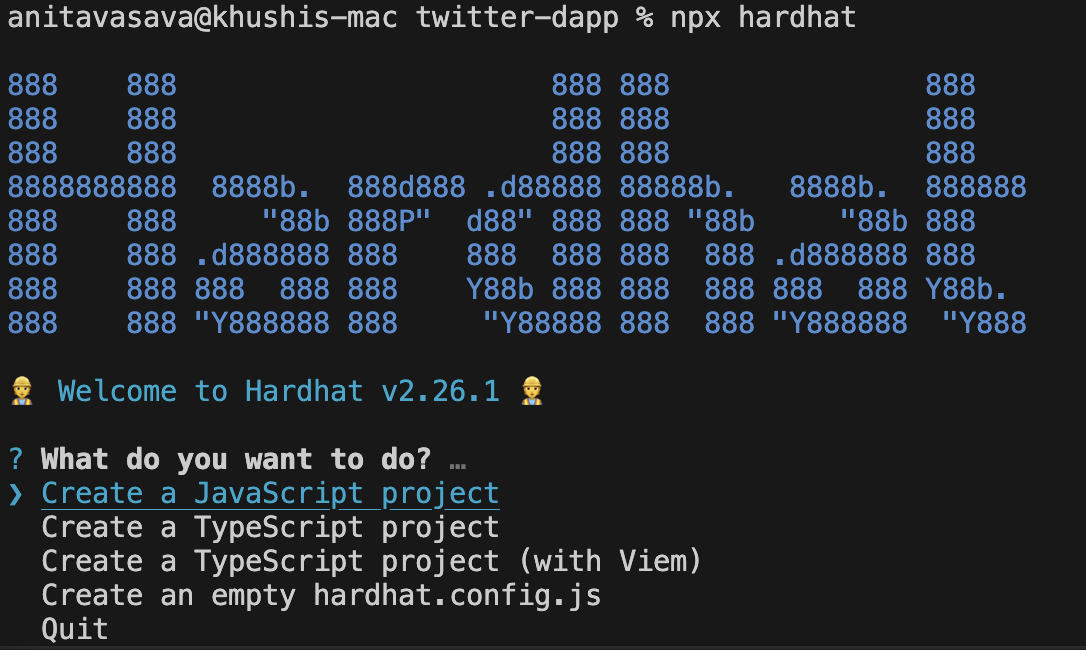 anitavasava@khushis-mac twitter-dapp % npx hardhat
888    888                      888 888               888
888    888                      888 888               888
888    888                      888 888               888
8888888888  8888b.  888d888 .d88888 88888b.   8888b.  888888
888    888     "88b 888P"  d88" 888 888 "88b     "88b 888
888    888 .d888888 888    888  888 888  888 .d888888 888
888    888 888  888 888    Y88b 888 888  888 888  888 Y88b.
888    888 "Y888888 888     "Y88888 888  888 "Y888888  "Y888
👷 Welcome to Hardhat v2.26.1 👷
? What do you want to do? …
❯ Create a JavaScript project
Create a TypeScript project
Create a TypeScript project (with Viem)
Create an empty hardhat.config.js
Quit